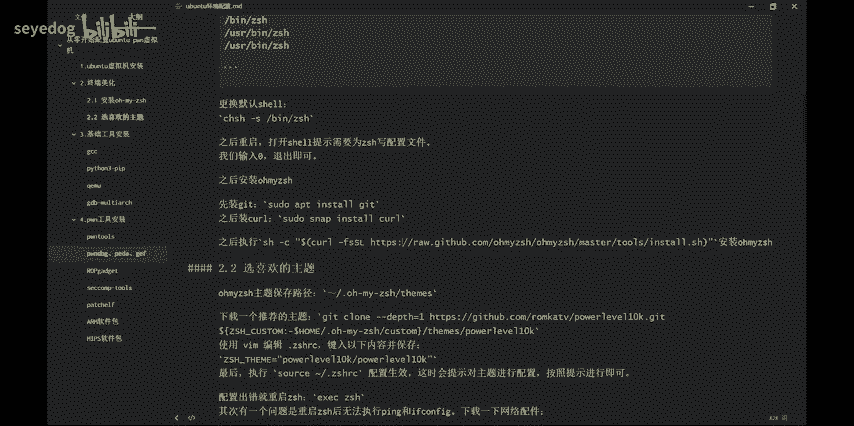 ubuntu环境配置.md
seyedog bilibili
文件
大纲
从零开始配置ubuntu pwn虚拟
机
1.ubuntu虚拟机安装
2.终端美化
2.1 安装oh-my-zsh
2.2 选喜欢的主题
3.基础工具安装
gcc
python3-pip
qemu
gdb-multiarch
4.pwn工具安装
pwntools
pwndbg、peda、gef
ROPgadget
seccomp-tools
patchelf
ARM软件包
MIPS软件包
/bin/zsh
/usr/bin/zsh
/usr/bin/zsh
...
更换默认shell：
`chsh -s /bin/zsh`
之后重启，打开shell提示需要为zsh写配置文件。
我们输入0，退出即可。
之后安装ohmyzsh
先装git：`sudo apt install git`
之后装curl：`sudo snap install curl`
之后执行`sh -c "$(curl -fsSL https://raw.github.com/ohmyzsh/ohmyzsh/master/tools/install.sh)"`安装ohmyzsh
#### 2.2 选喜欢的主题
ohmyzsh主题保存路径：`~/.oh-my-zsh/themes`
下载一个推荐的主题：`git clone --depth=1 https://github.com/romkatv/powerlevel10k.git
${ZSH_CUSTOM:-$HOME/.oh-my-zsh/custom}/themes/powerlevel10k`
使用 vim 编辑 .zshrc，键入以下内容并保存：
`ZSH_THEME="powerlevel10k/powerlevel10k"`
最后，执行 `source ~/.zshrc` 配置生效，这时会提示对主题进行配置，按照提示进行即可。
配置出错就重启zsh：`exec zsh`
其次有一个问题是重启zsh后无法执行ping和ifconfig。下载一下网络配件：